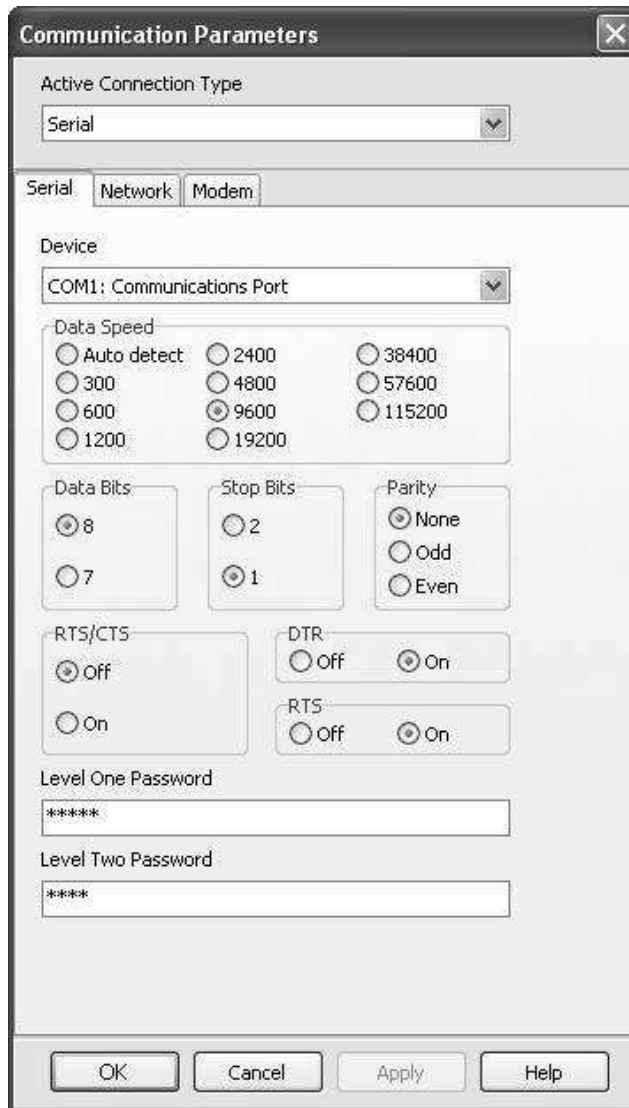 Communication Parameters
Active Connection Type
Serial
Serial Network Modem
Device
COM1: Communications Port
Data Speed
Auto detect 2400 38400
300 4800 57600
600 9600 115200
1200 19200
Data Bits Stop Bits Parity
8 2 None
Odd
7 1 Even
RTS/CTS DTR
Off Off On
RTS
On Off On
Level One Password
*****
Level Two Password
****
OK Cancel Apply Help